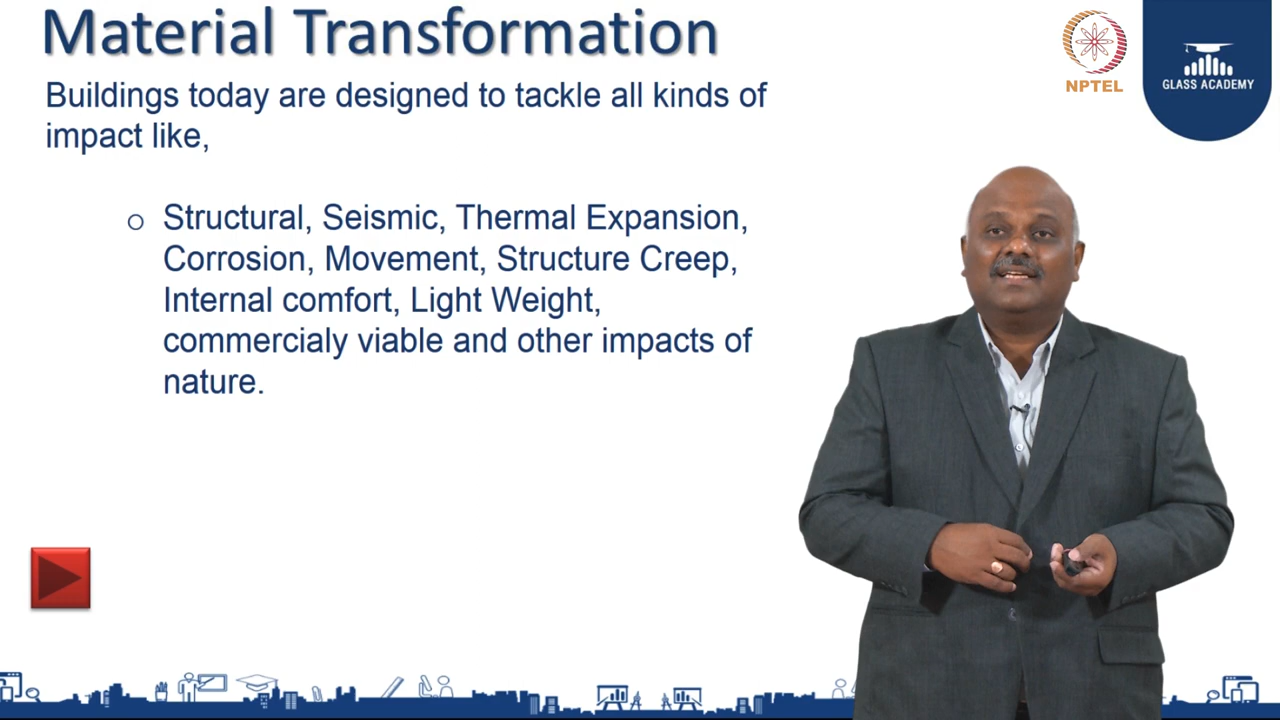 Material Transformation
Buildings today are designed to tackle all kinds of
impact like,
o Structural, Seismic, Thermal Expansion,
Corrosion, Movement, Structure Creep,
Internal comfort, Light Weight,
commercialy viable and other impacts of
nature.
NPTEL
GLASS ACADEMY